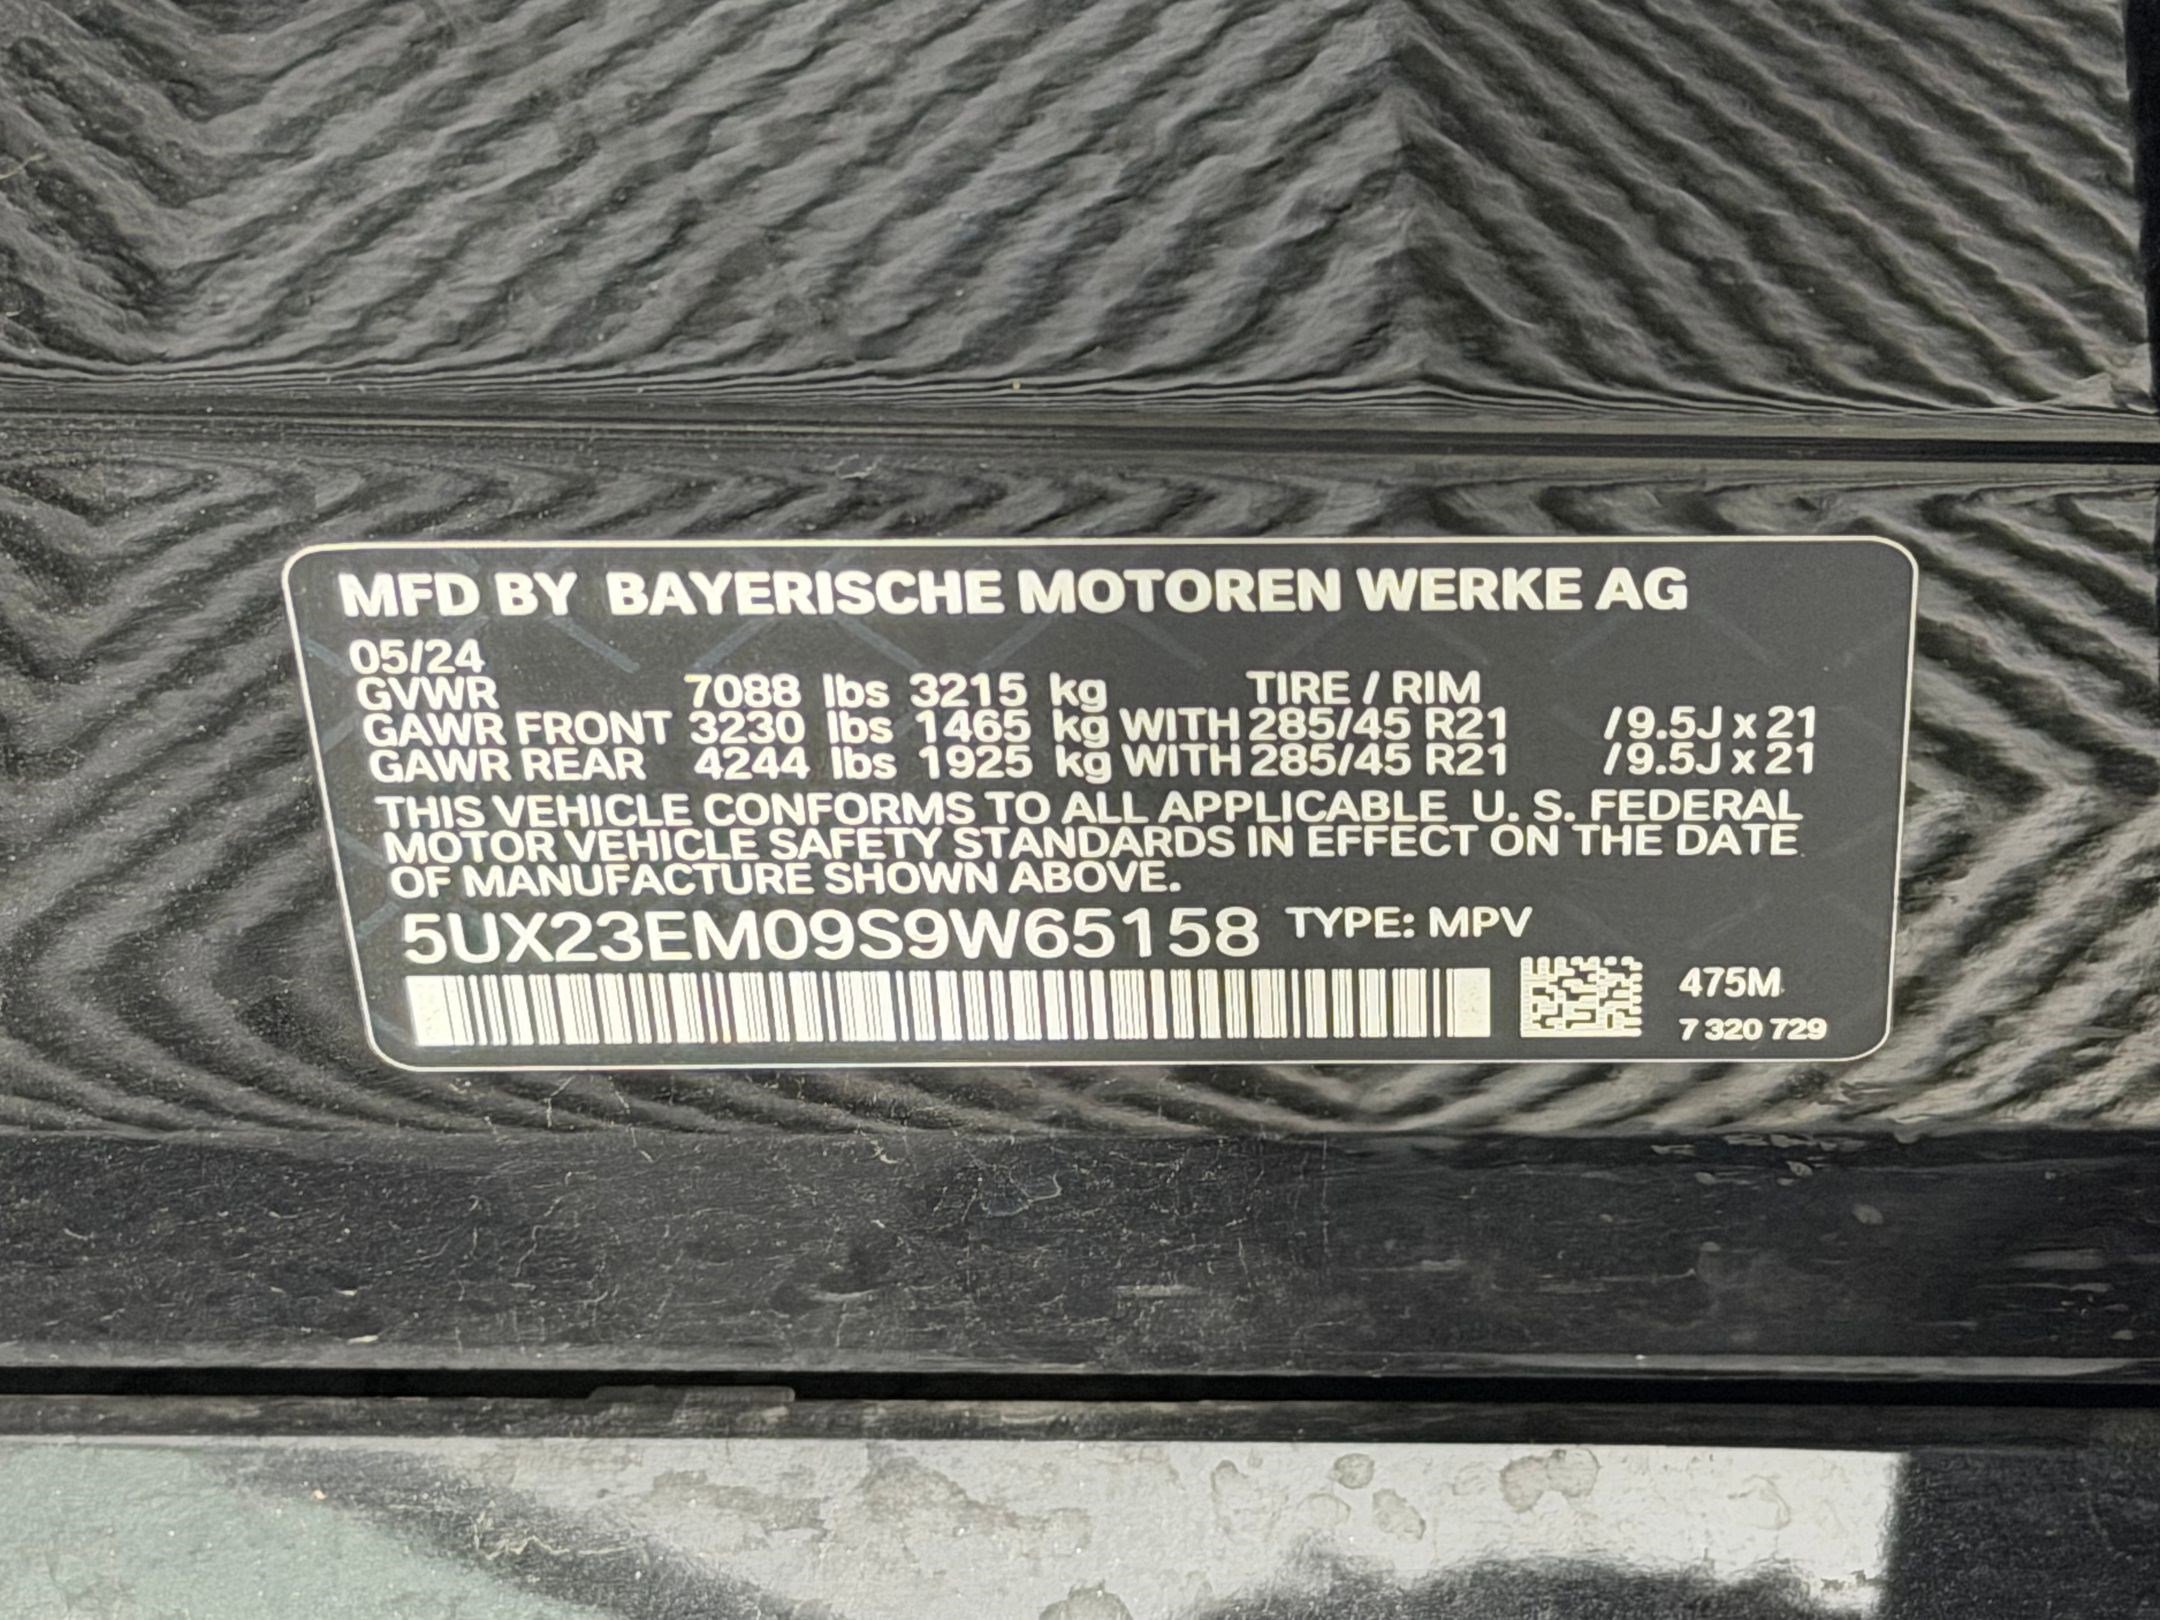 MFD BY BAYERISCHE MOTOREN WERKE AG
05/24
GVWR 7088 lbs 3215 kg TIRE / RIM
GAWR FRONT 3230 lbs 1465 kg WITH 285/45 R21 /9.5J x 21
GAWR REAR 4244 lbs 1925 kg WITH 285/45 R21 /9.5J x 21
THIS VEHICLE CONFORMS TO ALL APPLICABLE U. S. FEDERAL
MOTOR VEHICLE SAFETY STANDARDS IN EFFECT ON THE DATE
OF MANUFACTURE SHOWN ABOVE.
5UX23EM09S9W65158 TYPE: MPV
475M
7 320 729